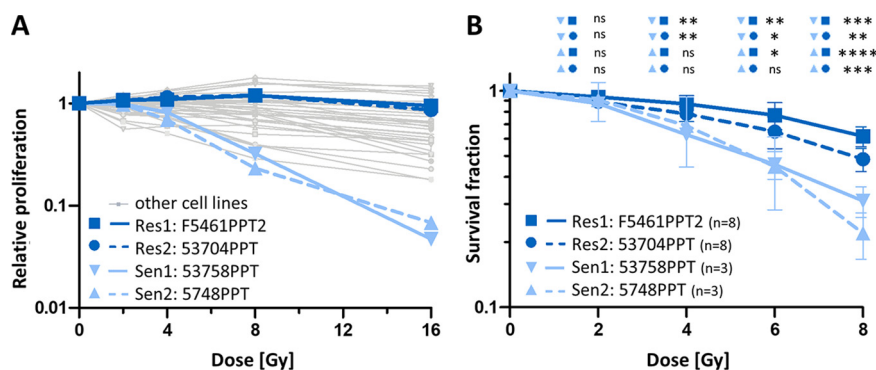 A
Relative proliferation
1
0.1
0.01
0
4
8
12
16
Dose [Gy]
other cell lines
Res1: F5461PPT2
Res2: 53704PPT
Sen1: 53758PPT
Sen2: 5748PPT
B
ns ** ** ***
ns ** * **
ns ns * ****
ns ns ns ***
Survival fraction
1
0.1
0
2
4
6
8
Dose [Gy]
Res1: F5461PPT2 (n=8)
Res2: 53704PPT (n=8)
Sen1: 53758PPT (n=3)
Sen2: 5748PPT (n=3)